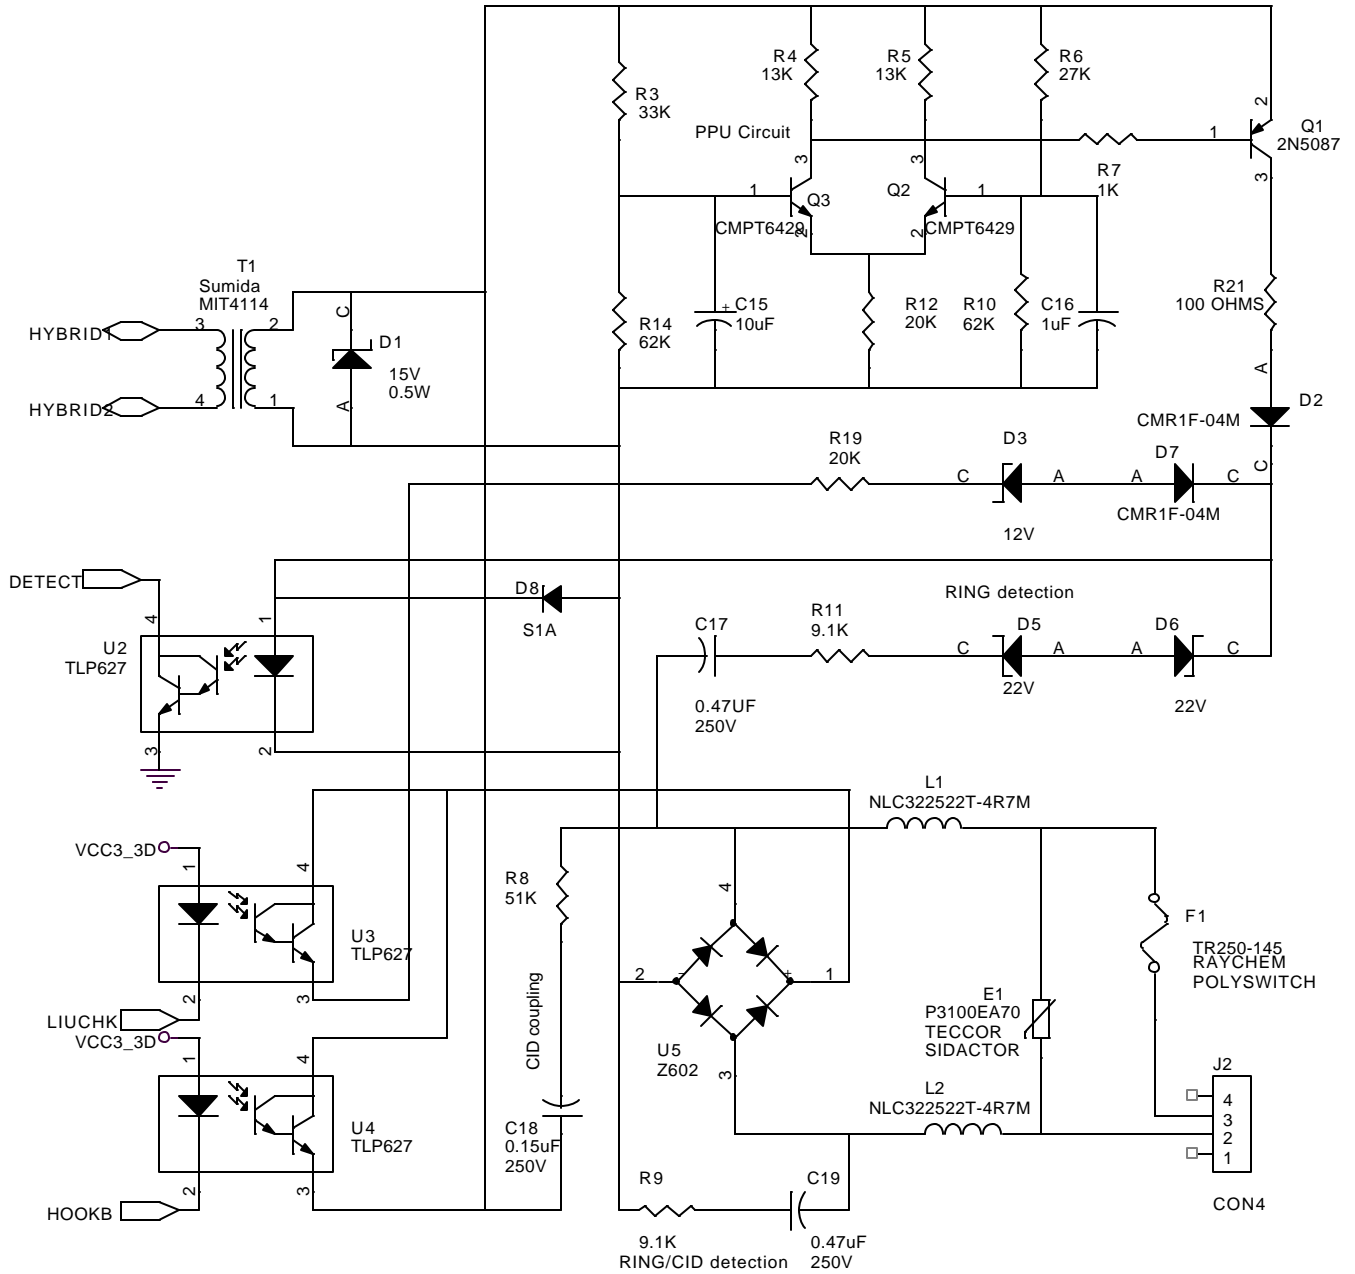 R4
13K
R5
13K
R6
27K
R3
33K
PPU Circuit
2
1
Q1
2N5087
3
3
3
R7
1K
1
Q3
Q2
1
CMPT6429
2
2
CMPT6429
T1
Sumida
MIT4114
HYBRID1
3
2
C
D1
15V
0.5W
A
HYBRID2
4
1
R14
62K
+
C15
10uF
R12
20K
R10
62K
C16
1uF
R21
100 OHMS
A
D2
CMR1F-04M
C
R19
20K
C
D3
A
12V
A
D7
C
CMR1F-04M
DETECT
4
1
D8
S1A
RING detection
U2
TLP627
3
2
C17
0.47UF
250V
R11
9.1K
C
D5
A
22V
A
D6
C
22V
L1
NLC322522T-4R7M
VCC3_3D
1
4
U3
TLP627
2
3
LIUCHK
R8
51K
CID coupling
4
2
-
+
1
U5
Z602
3
F1
TR250-145
RAYCHEM
POLYSWITCH
E1
P3100EA70
TECCOR
SIDACTOR
VCC3_3D
1
4
U4
TLP627
2
3
HOOKB
C18
0.15uF
250V
L2
NLC322522T-4R7M
J2
4
3
2
1
CON4
R9
9.1K
C19
0.47uF
250V
RING/CID detection